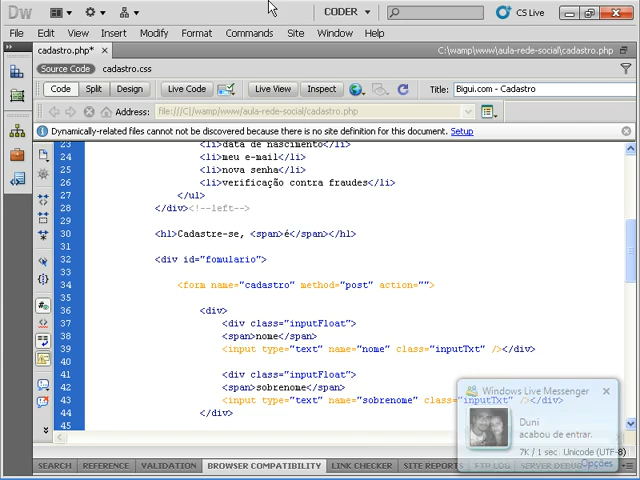 Dw
CODER
CS Live
File Edit View Insert Modify Format Commands Site Window Help
cadastro.php* C:\wamp\www\aula-rede-social\cadastro.php
Source Code cadastro.css
Code Split Design Live Code Live View Inspect Title: Bigui.com - Cadastro
Address: file:///C|/wamp/www/aula-rede-social/cadastro.php
Dynamically-related files cannot not be discovered because there is no site definition for this document. Setup
23 <li>data de nascimento</li>
24 <li>meu e-mail</li>
25 <li>nova senha</li>
26 <li>verificação contra fraudes</li>
27 </ul>
28 </div><!--left-->
29
30 <h1>Cadastre-se, <span>é</span></h1>
31
32 <div id="fomulario">
33
34 <form name="cadastro" method="post" action="">
35
36 <div>
37 <div class="inputFloat">
38 <span>nome</span>
39 <input type="text" name="nome" class="inputTxt" /></div>
40
41 <div class="inputFloat">
42 <span>sobrenome</span>
43 <input type="text" name="sobrenome" class="inputTxt" /></div>
44 </div>
45
Windows Live Messenger
Duni
acabou de entrar.
Opções
7K / 1 sec Unicode (UTF-8)
SEARCH REFERENCE VALIDATION BROWSER COMPATIBILITY LINK CHECKER SITE REPORTS FTP LOG SERVER DEBUG